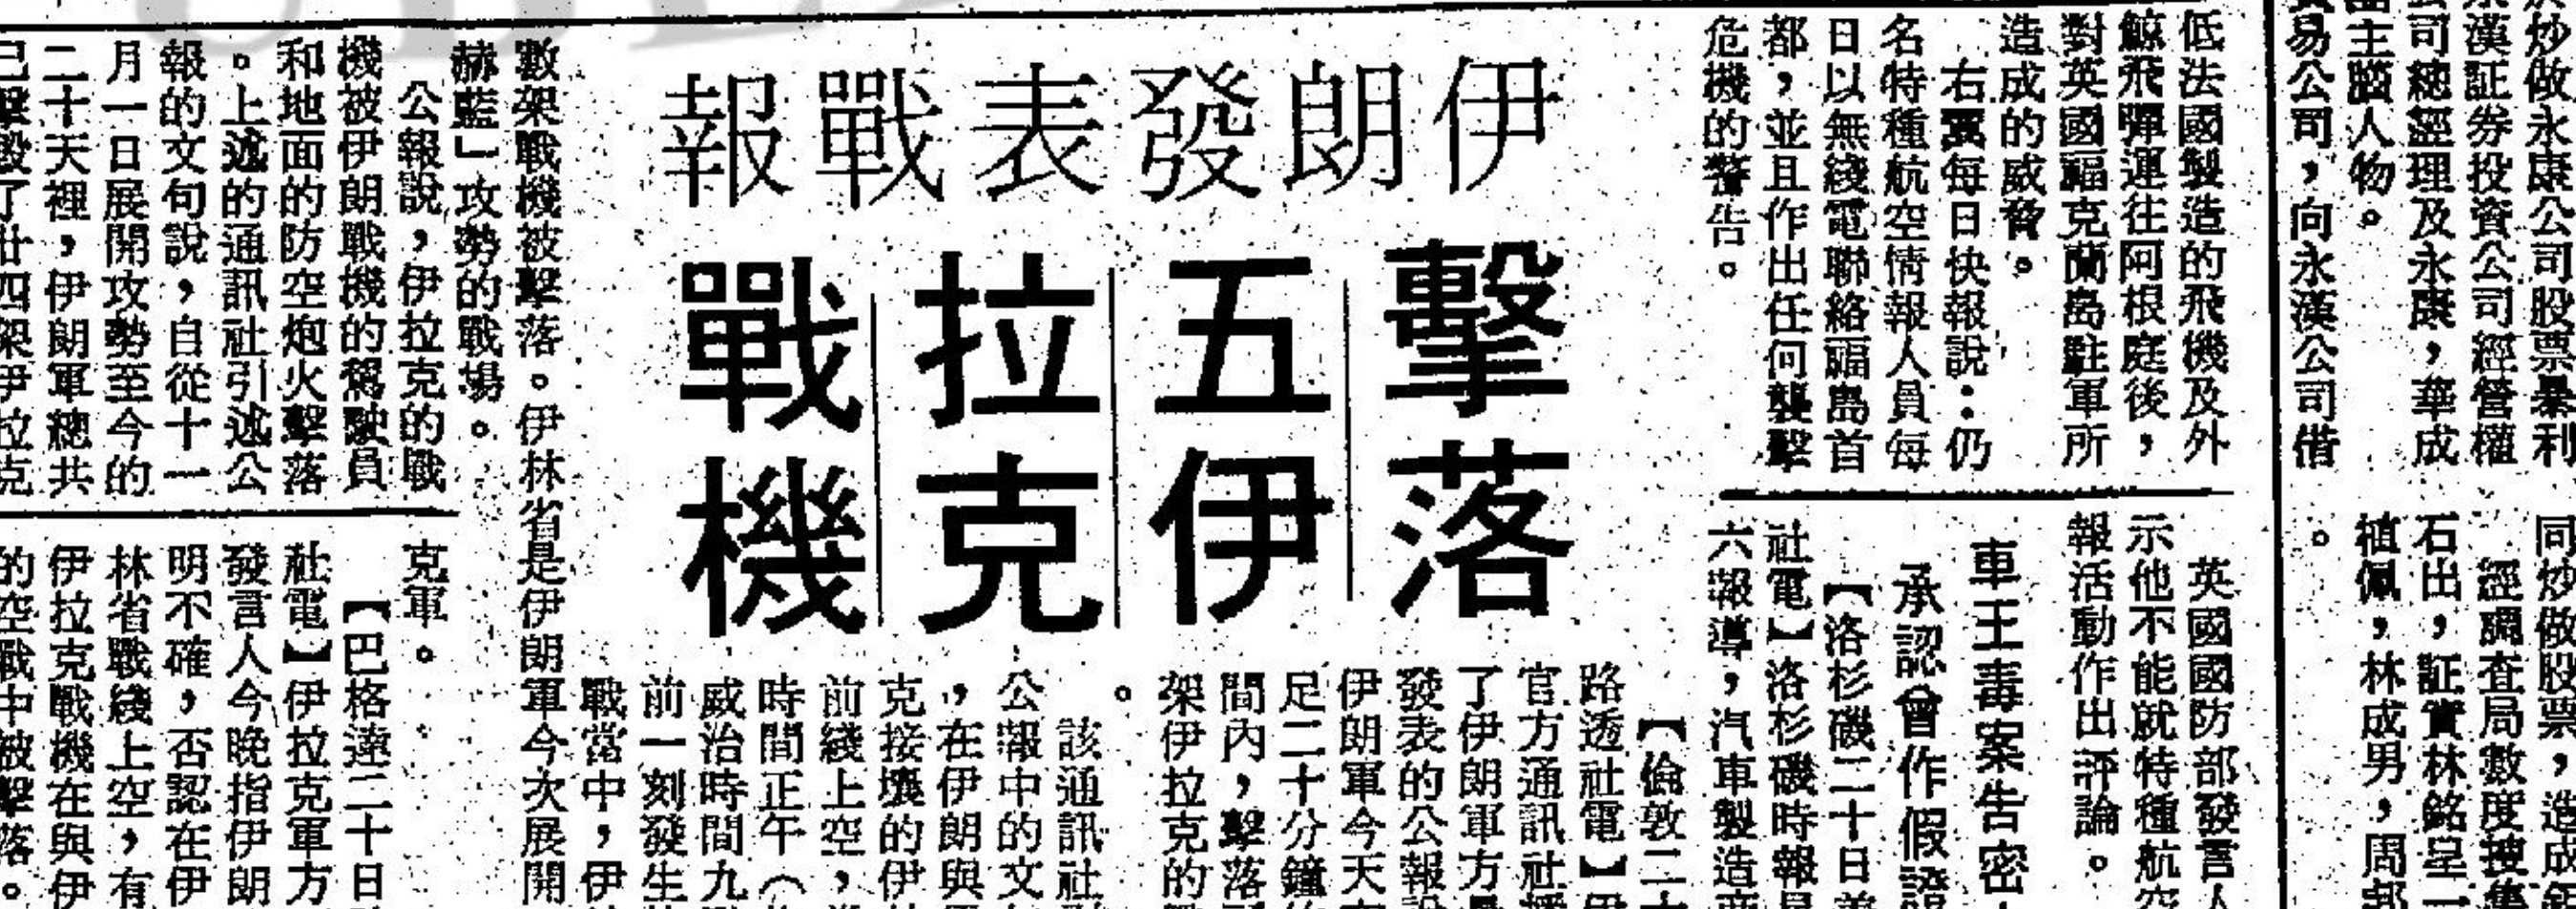 炒做永康公司股票暴利
漢証券投資公司經營權
司總經理及永康，華成
主腦人物。
易公司，向永漢公司借
同炒做股票，造成
經調查局數度搜集
石出，証實林銘呈
植佩，林成男，周邦
。
低法國製造的飛機及外
鯨飛彈運往阿根庭後，
對英國福克蘭島駐軍所
造成的威脅。
右翼每日快報說：仍
名特種航空情報人員每
日以無綫電聯絡福島首
都，並且作出任何襲擊
危機的警告。
英國國防部發言人
示他不能就特種航空
報活動作出評論。
車王毒案告密
承認曾作假證
【洛杉磯二十日
社電】洛杉磯時報星
六報導，汽車製造商
伊朗發表戰報
擊落
五伊
拉克
戰機
【倫敦二十
路透社電】伊
官方通訊社播
了伊朗軍方
發表的公報說
伊朗軍今天
足二十分鐘
間內，擊落
架伊拉克的
。
該通訊社
公報中的文
，在伊朗與
克接壤的伊
前綫上空，
時間正午（
威治時間九
前一刻發生
戰當中，伊
數架戰機被擊落。伊林省是伊朗軍今次展開
赫藍」攻勢的戰場。
公報說，伊拉克的戰
機被伊朗戰機的駕駛員
和地面的防空炮火擊落
。上述的通訊社引述公
報的文句說，自從十一
月一日展開攻勢至今的
二十天裡，伊朗軍總共
已擊毀了廿四架伊拉克
克軍。
【巴格達二十日
社電】伊拉克軍方
發言人今晚指伊朗
明不確，否認在伊
林省戰綫上空，有
伊拉克戰機在與伊
的空戰中被擊落。